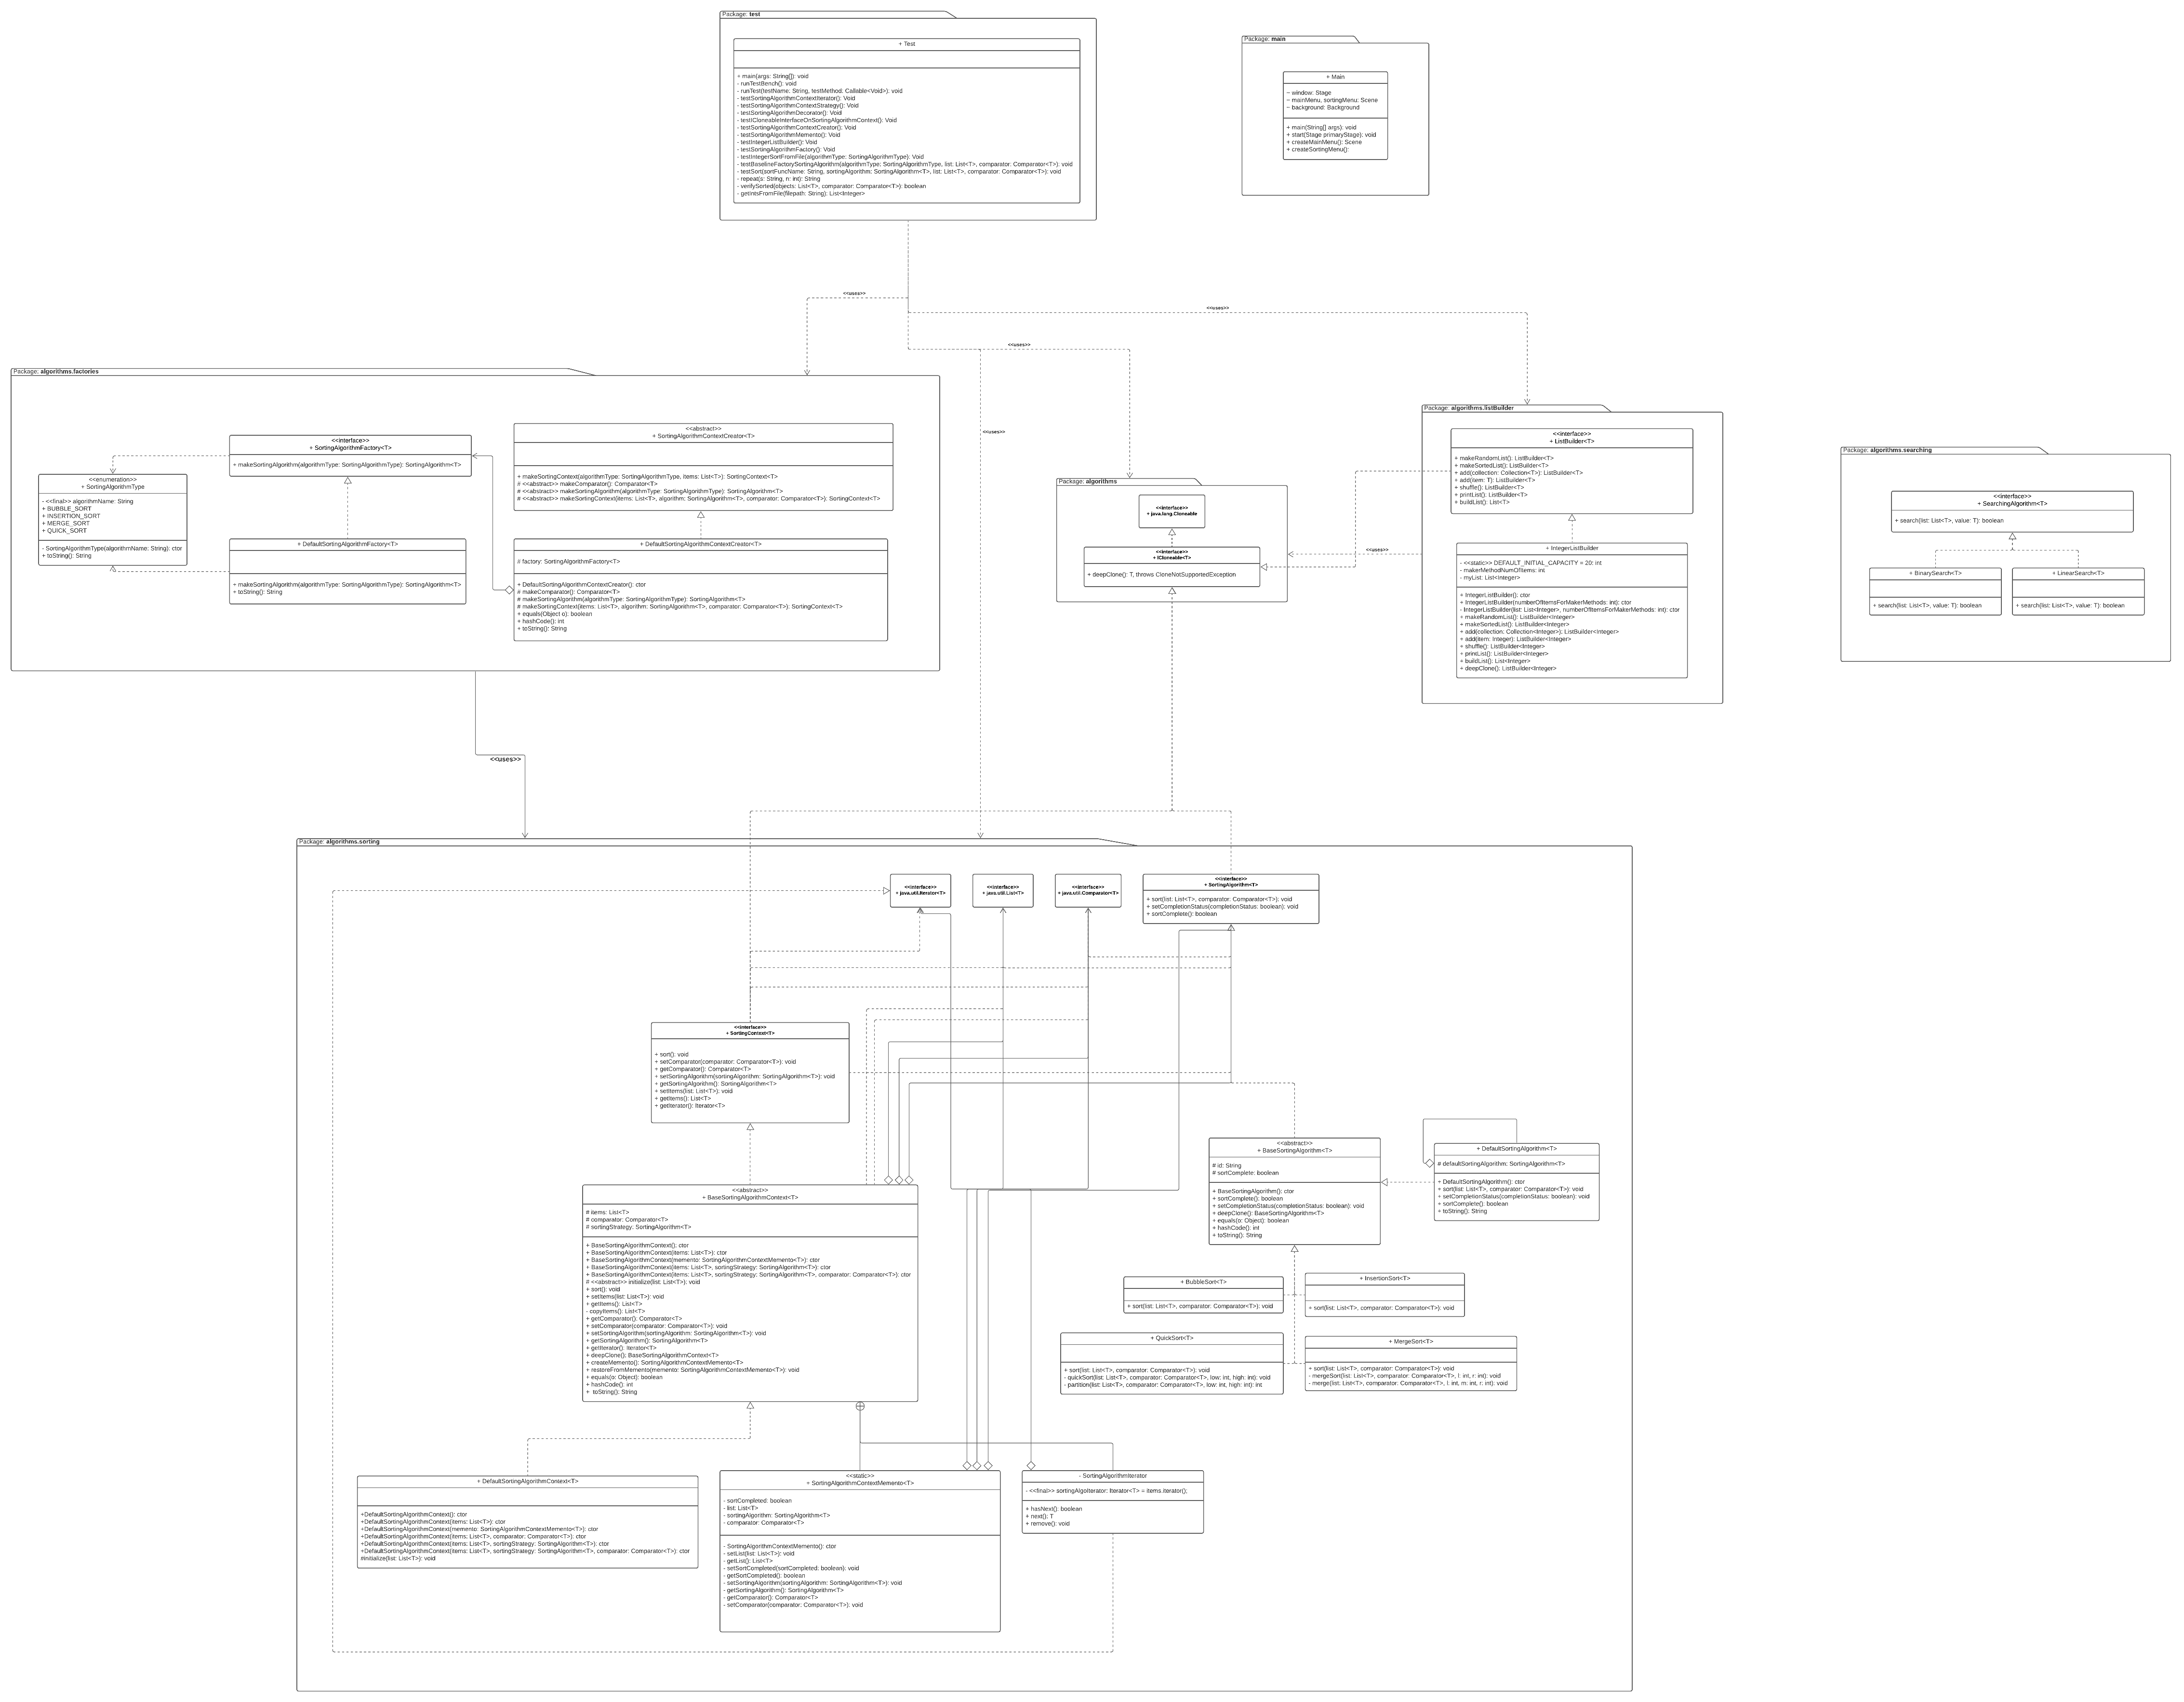 Package: test
+ Test
+ main(args: String[]): void
- runTestBench(): void
- runTest(testName: String, testMethod: Callable<Void>): void
- testSortingAlgorithmContextIterator(): Void
- testSortingAlgorithmContextStrategy(): Void
- testSortingAlgorithmDecorator(): Void
- testICloneableInterfaceOnSortingAlgorithmContext(): Void
- testSortingAlgorithmContextCreator(): Void
- testSortingAlgorithmMemento(): Void
- testIntegerListBuilder(): Void
- testSortingAlgorithmFactory(): Void
- testIntegerSortFromFile(algorithmType: SortingAlgorithmType): Void
- testBaselineFactorySortingAlgorithm(algorithmType: SortingAlgorithmType, list: List<T>, comparator: Comparator<T>): void
- testSort(sortFuncName: String, sortingAlgorithm: SortingAlgorithm<T>, list: List<T>, comparator: Comparator<T>): void
- repeat(s: String, n: int): String
- verifySorted(objects: List<T>, comparator: Comparator<T>): boolean
- getIntsFromFile(filepath: String): List<Integer>
Package: main
+ Main
~ window: Stage
~ mainMenu, sortingMenu: Scene
~ background: Background
+ main(String[] args): void
+ start(Stage primaryStage): void
+ createMainMenu(): Scene
+ createSortingMenu():
<<uses>>
<<uses>>
<<uses>>
<<uses>>
Package: algorithms.factories
<<interface>>
+ SortingAlgorithmFactory<T>
+ makeSortingAlgorithm(algorithmType: SortingAlgorithmType): SortingAlgorithm<T>
<<enumeration>>
+ SortingAlgorithmType
- <<final>> algorithmName: String
+ BUBBLE_SORT
+ INSERTION_SORT
+ MERGE_SORT
+ QUICK_SORT
- SortingAlgorithmType(algorithmName: String): ctor
+ toString(): String
+ DefaultSortingAlgorithmFactory<T>
+ makeSortingAlgorithm(algorithmType: SortingAlgorithmType): SortingAlgorithm<T>
+ toString(): String
<<abstract>>
+ SortingAlgorithmContextCreator<T>
+ makeSortingContext(algorithmType: SortingAlgorithmType, items: List<T>): SortingContext<T>
# <<abstract>> makeComparator(): Comparator<T>
# <<abstract>> makeSortingAlgorithm(algorithmType: SortingAlgorithmType): SortingAlgorithm<T>
# <<abstract>> makeSortingContext(items: List<T>, algorithm: SortingAlgorithm<T>, comparator: Comparator<T>): SortingContext<T>
+ DefaultSortingAlgorithmContextCreator<T>
# factory: SortingAlgorithmFactory<T>
+ DefaultSortingAlgorithmContextCreator(): ctor
# makeComparator(): Comparator<T>
# makeSortingAlgorithm(algorithmType: SortingAlgorithmType): SortingAlgorithm<T>
# makeSortingContext(items: List<T>, algorithm: SortingAlgorithm<T>, comparator: Comparator<T>): SortingContext<T>
+ equals(Object o): boolean
+ hashCode(): int
+ toString(): String
Package: algorithms
<<interface>>
+ java.lang.Cloneable
<<interface>>
+ ICloneable<T>
+ deepClone(): T, throws CloneNotSupportedException
<<uses>>
Package: algorithms.listBuilder
<<interface>>
+ ListBuilder<T>
+ makeRandomList(): ListBuilder<T>
+ makeSortedList(): ListBuilder<T>
+ add(collection: Collection<T>): ListBuilder<T>
+ add(item: T): ListBuilder<T>
+ shuffle(): ListBuilder<T>
+ printList(): ListBuilder<T>
+ buildList(): List<T>
+ IntegerListBuilder
- <<static>> DEFAULT_INITIAL_CAPACITY = 20: int
- makerMethodNumOfItems: int
- myList: List<Integer>
+ IntegerListBuilder(): ctor
+ IntegerListBuilder(numberOfItemsForMakerMethods: int): ctor
- IntegerListBuilder(list: List<Integer>, numberOfItemsForMakerMethods: int): ctor
+ makeRandomList(): ListBuilder<Integer>
+ makeSortedList(): ListBuilder<Integer>
+ add(collection: Collection<Integer>): ListBuilder<Integer>
+ add(item: Integer): ListBuilder<Integer>
+ shuffle(): ListBuilder<Integer>
+ printList(): ListBuilder<Integer>
+ buildList(): List<Integer>
+ deepClone(): ListBuilder<Integer>
Package: algorithms.searching
<<interface>>
+ SearchingAlgorithm<T>
+ search(list: List<T>, value: T): boolean
+ BinarySearch<T>
+ search(list: List<T>, value: T): boolean
+ LinearSearch<T>
+ search(list: List<T>, value: T): boolean
<<uses>>
Package: algorithms.sorting
<<interface>>
+ java.util.Iterator<T>
<<interface>>
+ java.util.List<T>
<<interface>>
+ java.util.Comparator<T>
<<interface>>
+ SortingAlgorithm<T>
+ sort(list: List<T>, comparator: Comparator<T>): void
+ setCompletionStatus(completionStatus: boolean): void
+ sortComplete(): boolean
<<interface>>
+ SortingContext<T>
+ sort(): void
+ setComparator(comparator: Comparator<T>): void
+ getComparator(): Comparator<T>
+ setSortingAlgorithm(sortingAlgorithm: SortingAlgorithm<T>): void
+ getSortingAlgorithm(): SortingAlgorithm<T>
+ setItems(list: List<T>): void
+ getItems(): List<T>
+ getIterator(): Iterator<T>
<<abstract>>
+ BaseSortingAlgorithm<T>
# id: String
# sortComplete: boolean
+ BaseSortingAlgorithm(): ctor
+ sortComplete(): boolean
+ setCompletionStatus(completionStatus: boolean): void
+ deepClone(): BaseSortingAlgorithm<T>
+ equals(o: Object): boolean
+ hashCode(): int
+ toString(): String
+ DefaultSortingAlgorithm<T>
# defaultSortingAlgorithm: SortingAlgorithm<T>
+ DefaultSortingAlgorithm(): ctor
+ sort(list: List<T>, comparator: Comparator<T>): void
+ setCompletionStatus(completionStatus: boolean): void
+ sortComplete(): boolean
+ toString(): String
<<abstract>>
+ BaseSortingAlgorithmContext<T>
# items: List<T>
# comparator: Comparator<T>
# sortingStrategy: SortingAlgorithm<T>
+ BaseSortingAlgorithmContext(): ctor
+ BaseSortingAlgorithmContext(items: List<T>): ctor
+ BaseSortingAlgorithmContext(memento: SortingAlgorithmContextMemento<T>): ctor
+ BaseSortingAlgorithmContext(items: List<T>, sortingStrategy: SortingAlgorithm<T>): ctor
+ BaseSortingAlgorithmContext(items: List<T>, sortingStrategy: SortingAlgorithm<T>, comparator: Comparator<T>): ctor
# <<abstract>> initialize(list: List<T>): void
+ sort(): void
+ setItems(list: List<T>): void
+ getItems(): List<T>
- copyItems(): List<T>
+ getComparator(): Comparator<T>
+ setComparator(comparator: Comparator<T>): void
+ setSortingAlgorithm(sortingAlgorithm: SortingAlgorithm<T>): void
+ getSortingAlgorithm(): SortingAlgorithm<T>
+ getIterator(): Iterator<T>
+ deepClone(): BaseSortingAlgorithmContext<T>
+ createMemento(): SortingAlgorithmContextMemento<T>
+ restoreFromMemento(memento: SortingAlgorithmContextMemento<T>): void
+ equals(o: Object): boolean
+ hashCode(): int
+ toString(): String
+ BubbleSort<T>
+ sort(list: List<T>, comparator: Comparator<T>): void
+ InsertionSort<T>
+ sort(list: List<T>, comparator: Comparator<T>): void
+ QuickSort<T>
+ sort(list: List<T>, comparator: Comparator<T>): void
- quickSort(list: List<T>, comparator: Comparator<T>, low: int, high: int): void
- partition(list: List<T>, comparator: Comparator<T>, low: int, high: int): int
+ MergeSort<T>
+ sort(list: List<T>, comparator: Comparator<T>): void
- mergeSort(list: List<T>, comparator: Comparator<T>, l: int, r: int): void
- merge(list: List<T>, comparator: Comparator<T>, l: int, m: int, r: int): void
+ DefaultSortingAlgorithmContext<T>
+DefaultSortingAlgorithmContext(): ctor
+DefaultSortingAlgorithmContext(items: List<T>): ctor
+DefaultSortingAlgorithmContext(memento: SortingAlgorithmContextMemento<T>): ctor
+DefaultSortingAlgorithmContext(items: List<T>, comparator: Comparator<T>): ctor
+DefaultSortingAlgorithmContext(items: List<T>, sortingStrategy: SortingAlgorithm<T>): ctor
+DefaultSortingAlgorithmContext(items: List<T>, sortingStrategy: SortingAlgorithm<T>, comparator: Comparator<T>): ctor
#initialize(list: List<T>): void
<<static>>
+ SortingAlgorithmContextMemento<T>
- sortCompleted: boolean
- list: List<T>
- sortingAlgorithm: SortingAlgorithm<T>
- comparator: Comparator<T>
- SortingAlgorithmContextMemento(): ctor
- setList(list: List<T>): void
- getList(): List<T>
- setSortCompleted(sortCompleted: boolean): void
- getSortCompleted(): boolean
- setSortingAlgorithm(sortingAlgorithm: SortingAlgorithm<T>): void
- getSortingAlgorithm(): SortingAlgorithm<T>
- getComparator(): Comparator<T>
- setComparator(comparator: Comparator<T>): void
- SortingAlgorithmIterator
- <<final>> sortingAlgoIterator: Iterator<T> = items.iterator();
+ hasNext(): boolean
+ next(): T
+ remove(): void